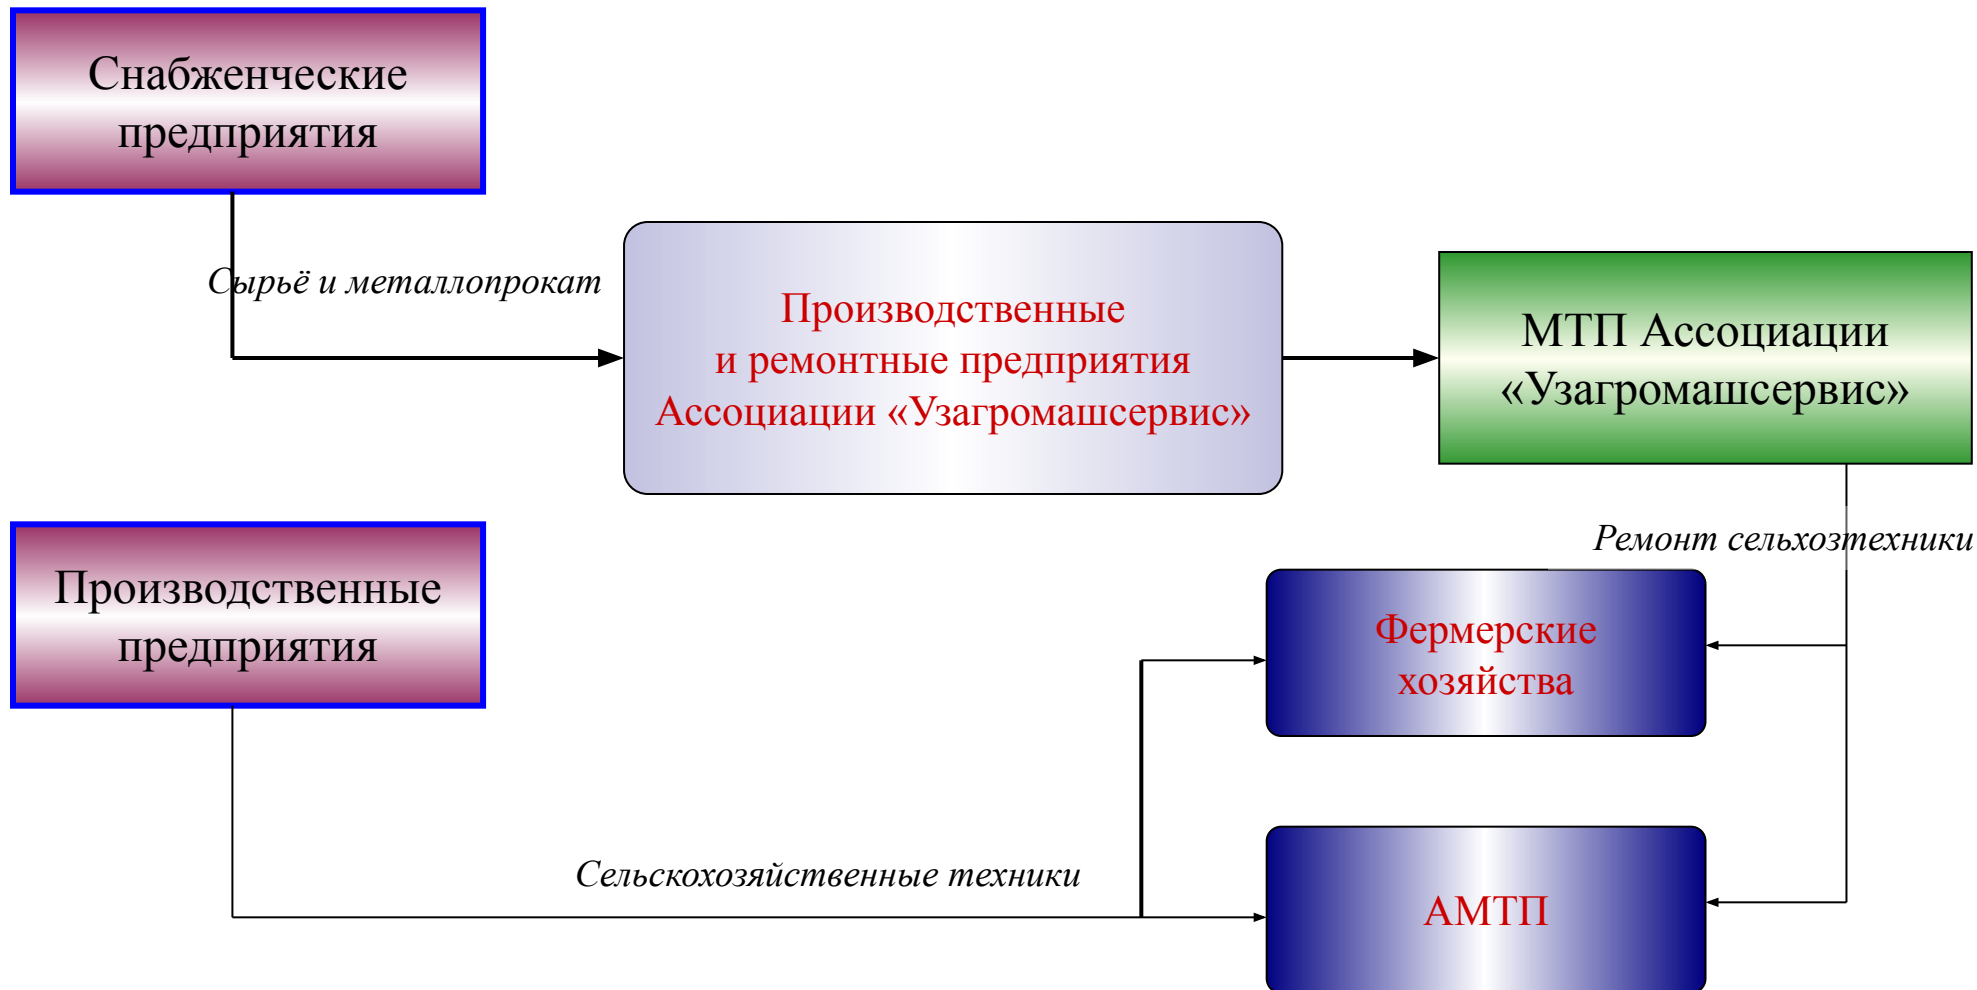 Снабженческие
предприятия
Сырьё и металлопрокат
Производственные
и ремонтные предприятия
Ассоциации «Узагромашсервис»
МТП Ассоциации
«Узагромашсервис»
Производственные
предприятия
Ремонт сельхозтехники
Фермерские
хозяйства
Сельскохозяйственные техники
АМТП